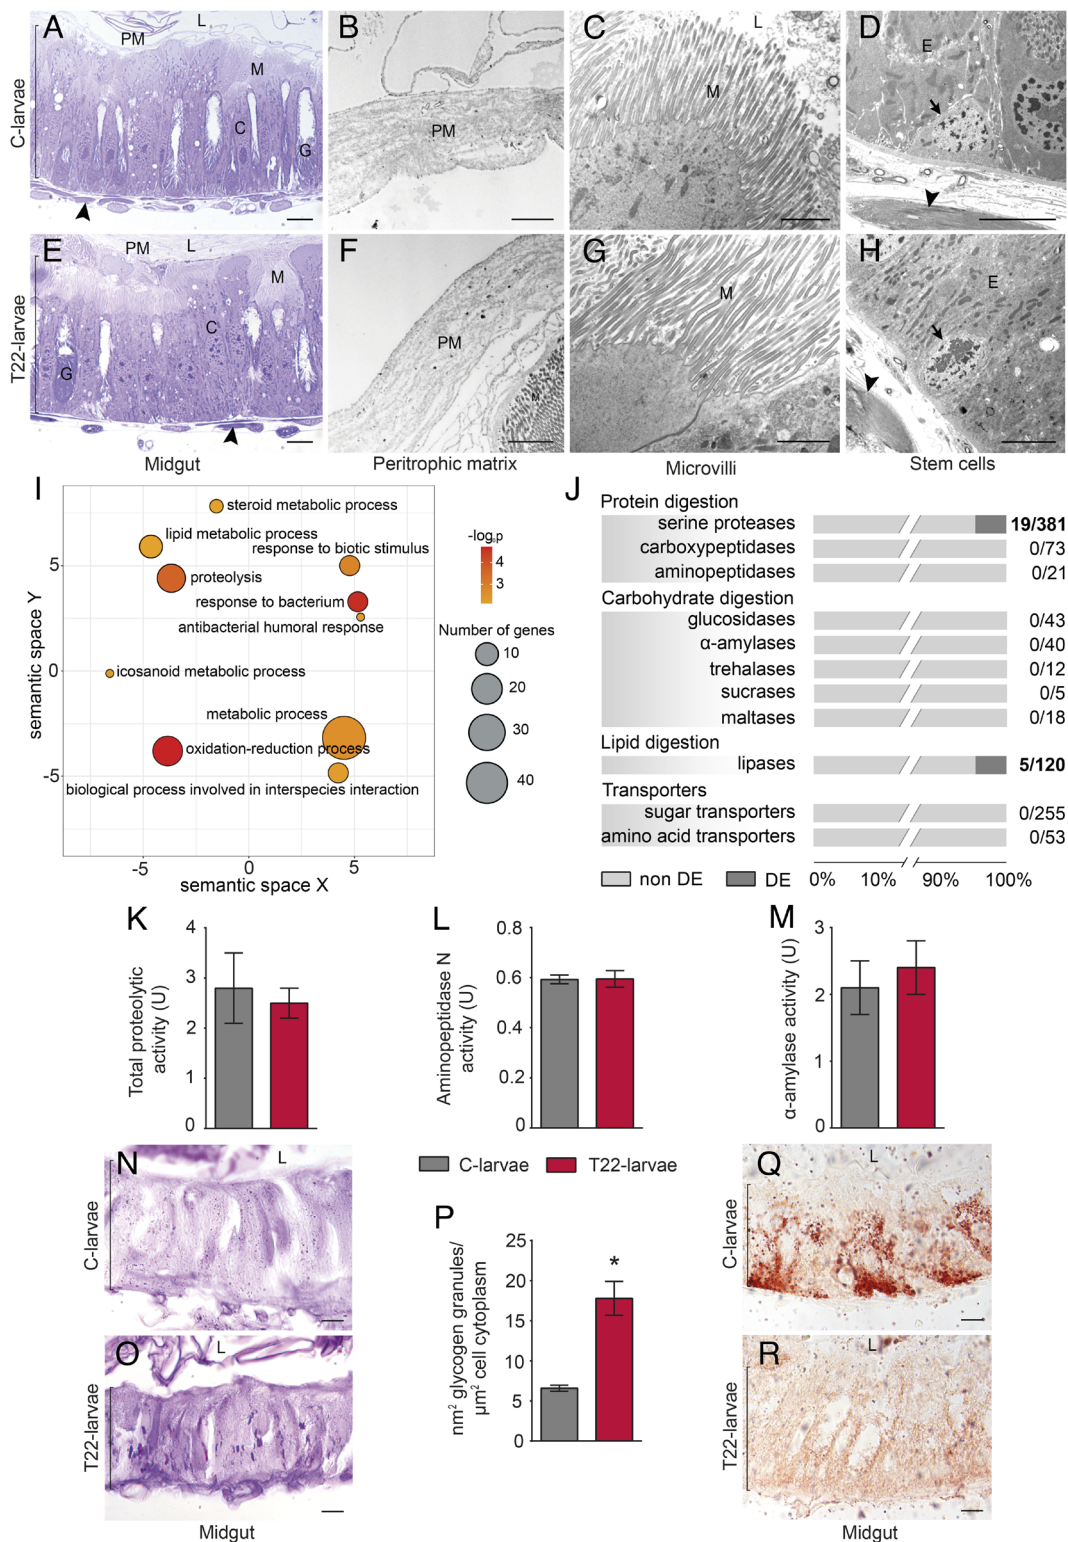 A
L
PM
M
C
G
C-larvae
B
PM
C
L
M
D
E
E
PM
L
M
C
G
T22-larvae
Midgut
F
PM
M
Peritrophic matrix
G
M
Microvilli
H
E
Stem cells
I
steroid metabolic process
lipid metabolic process
response to biotic stimulus
proteolysis
response to bacterium
antibacterial humoral response
icosanoid metabolic process
metabolic process
oxidation-reduction process
biological process involved in interspecies interaction
5
0
-5
semantic space Y
-5 0 5
semantic space X
4
3
Number of genes
10
20
30
40
J
Protein digestion
serine proteases 19/381
carboxypeptidases 0/73
aminopeptidases 0/21
Carbohydrate digestion
glucosidases 0/43
α-amylases 0/40
trehalases 0/12
sucrases 0/5
maltases 0/18
Lipid digestion
lipases 5/120
Transporters
sugar transporters 0/255
amino acid transporters 0/53
non DE DE
0% 10% 90% 100%
K
4
3
2
1
0
Total proteolytic
activity (U)
L
0.8
0.6
0.4
0.2
0
Aminopeptidase N
activity (U)
M
3
2
1
0
α-amylase activity (U)
C-larvae T22-larvae
N
L
C-larvae
O
L
T22-larvae
Midgut
P
25
20
15
10
5
0
*
nm² glycogen granules/
µm² cell cytoplasm
Q
L
C-larvae
R
L
T22-larvae
Midgut